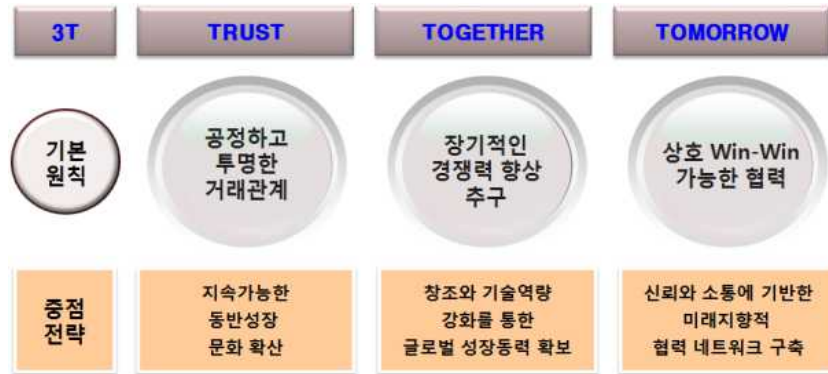 3T
TRUST
TOGETHER
TOMORROW
기본
원칙
공정하고
투명한
거래관계
장기적인
경쟁력 향상
추구
상호 Win-Win
가능한 협력
중점
전략
지속가능한
동반성장
문화 확산
창조와 기술역량
강화를 통한
글로벌 성장동력 확보
신뢰와 소통에 기반한
미래지향적
협력 네트워크 구축